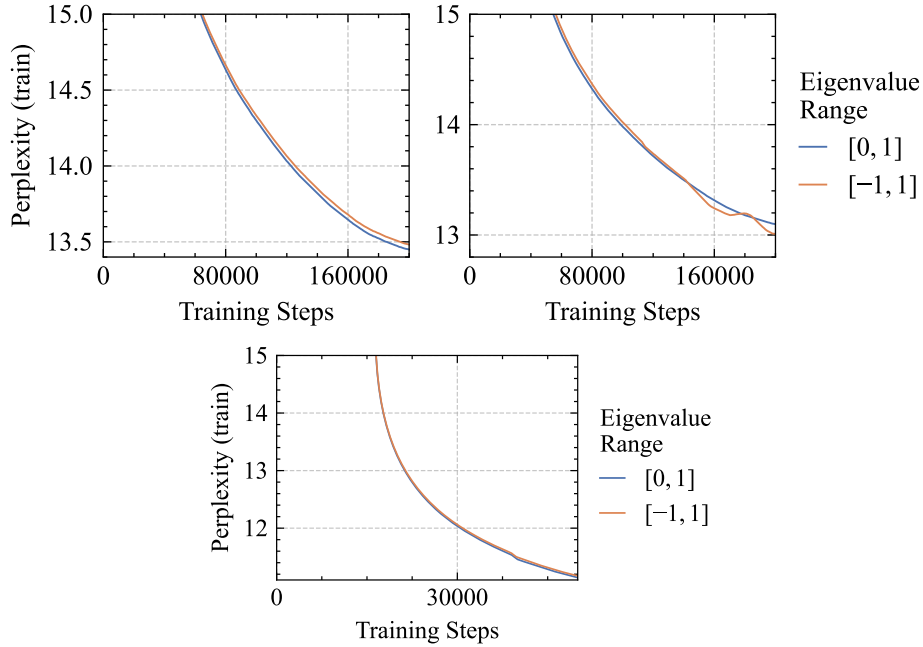 15.0
14.5
14.0
13.5
Perplexity (train)
0
80000
160000
Training Steps
15
14
13
0
80000
160000
Training Steps
Eigenvalue
Range
[0, 1]
[−1, 1]
15
14
13
12
Perplexity (train)
0
30000
Training Steps
Eigenvalue
Range
[0, 1]
[−1, 1]